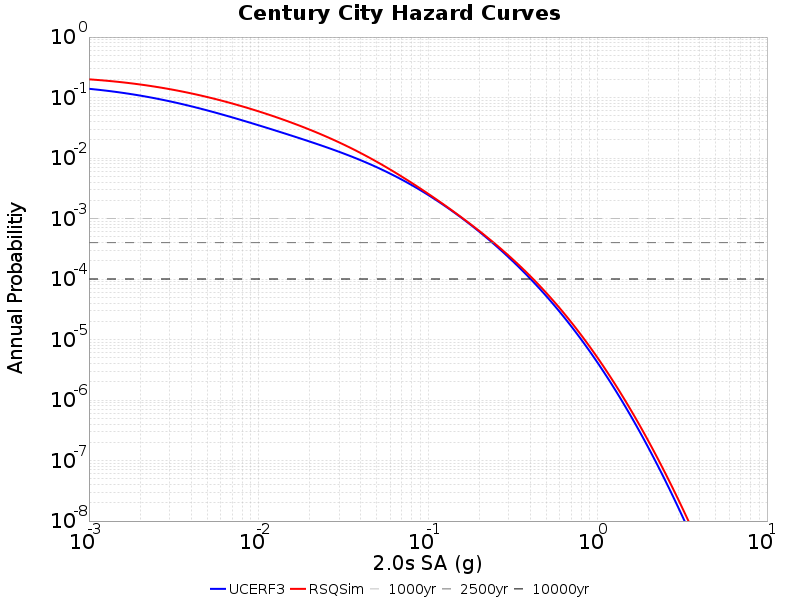 Century City Hazard Curves
Annual Probabilitiy
10^0
10^-1
10^-2
10^-3
10^-4
10^-5
10^-6
10^-7
10^-8
10^-3 10^-2 10^-1 10^0 10^1
2.0s SA (g)
UCERF3 RSQSim 1000yr 2500yr 10000yr